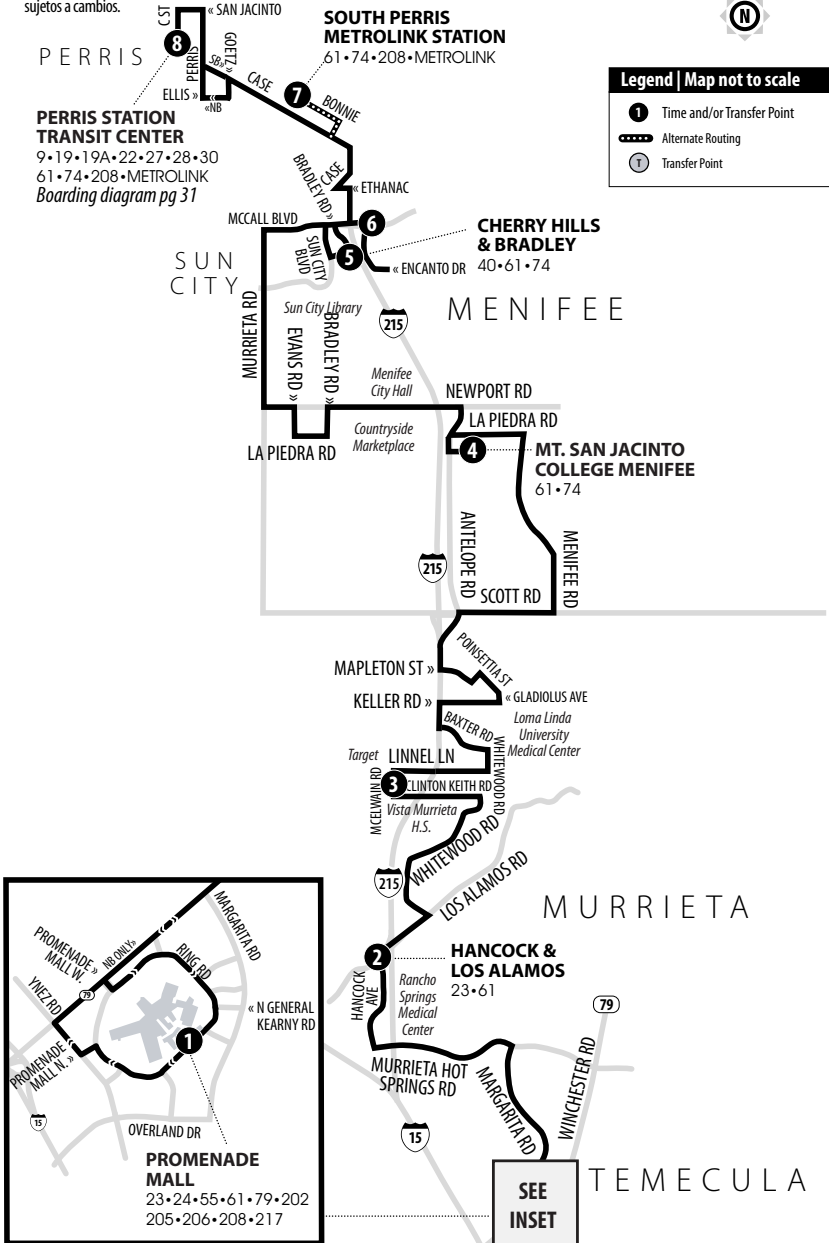 sujetos a cambios.
C ST
« SAN JACINTO
8
PERRIS
PERRIS
SB»
GOETZ »
CASE
ELLIS »
«NB
SOUTH PERRIS
METROLINK STATION
61•74•208•METROLINK
7
BONNIE
N
Legend | Map not to scale
1 Time and/or Transfer Point
Alternate Routing
T Transfer Point
PERRIS STATION
TRANSIT CENTER
9•19•19A•22•27•28•30
61•74•208•METROLINK
Boarding diagram pg 31
CASE
BRADLEY RD »
« ETHANAC
MCCALL BLVD
6
SUN CITY
BLVD
5
« ENCANTO DR
CHERRY HILLS
& BRADLEY
40•61•74
SUN
CITY
MENIFEE
Sun City Library
215
MURRIETA RD
EVANS RD »
BRADLEY RD »
Menifee
City Hall
NEWPORT RD
LA PIEDRA RD
LA PIEDRA RD
Countryside
Marketplace
4
MT. SAN JACINTO
COLLEGE MENIFEE
61•74
ANTELOPE RD
MENIFEE RD
215
SCOTT RD
MAPLETON ST »
POINSETTIA ST
KELLER RD »
« GLADIOLUS AVE
BAXTER RD
Loma Linda
University
Medical Center
Target
LINNEL LN
WHITEWOOD RD
MCELWAIN RD
3
CLINTON KEITH RD
Vista Murrieta
H.S.
WHITEWOOD RD
215
LOS ALAMOS RD
MURRIETA
2
HANCOCK &
LOS ALAMOS
23•61
HANCOCK
AVE
Rancho
Springs
Medical
Center
79
MURRIETA HOT
SPRINGS RD
MARGARITA RD
WINCHESTER RD
15
TEMECULA
SEE
INSET
MARGARITA RD
PROMENADE
MALL W. »
NB ONLY»
RING RD
YNEZ RD
79
« N GENERAL
KEARNY RD
1
PROMENADE
MALL N. »
15
OVERLAND DR
PROMENADE
MALL
23•24•55•61•79•202
205•206•208•217